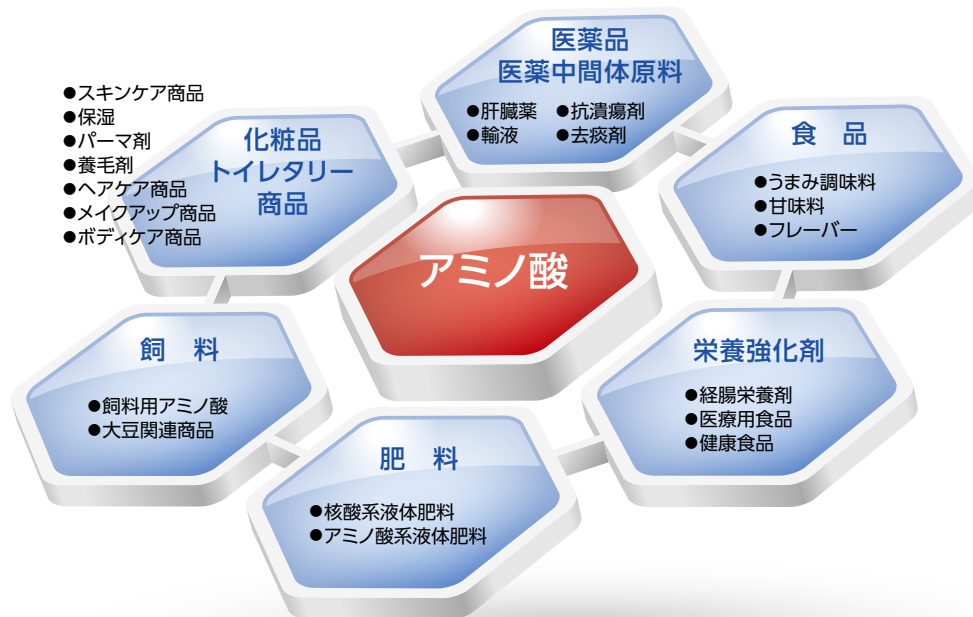 医薬品
医薬中間体原料
●肝臓薬 ●抗潰瘍剤
●輸液 ●去痰剤
●スキンケア商品
●保湿
●パーマ剤
●養毛剤
●ヘアケア商品
●メイクアップ商品
●ボディケア商品
化粧品
トイレタリー
商品
食　品
●うまみ調味料
●甘味料
●フレーバー
アミノ酸
飼　料
●飼料用アミノ酸
●大豆関連商品
栄養強化剤
●経腸栄養剤
●医療用食品
●健康食品
肥　料
●核酸系液体肥料
●アミノ酸系液体肥料